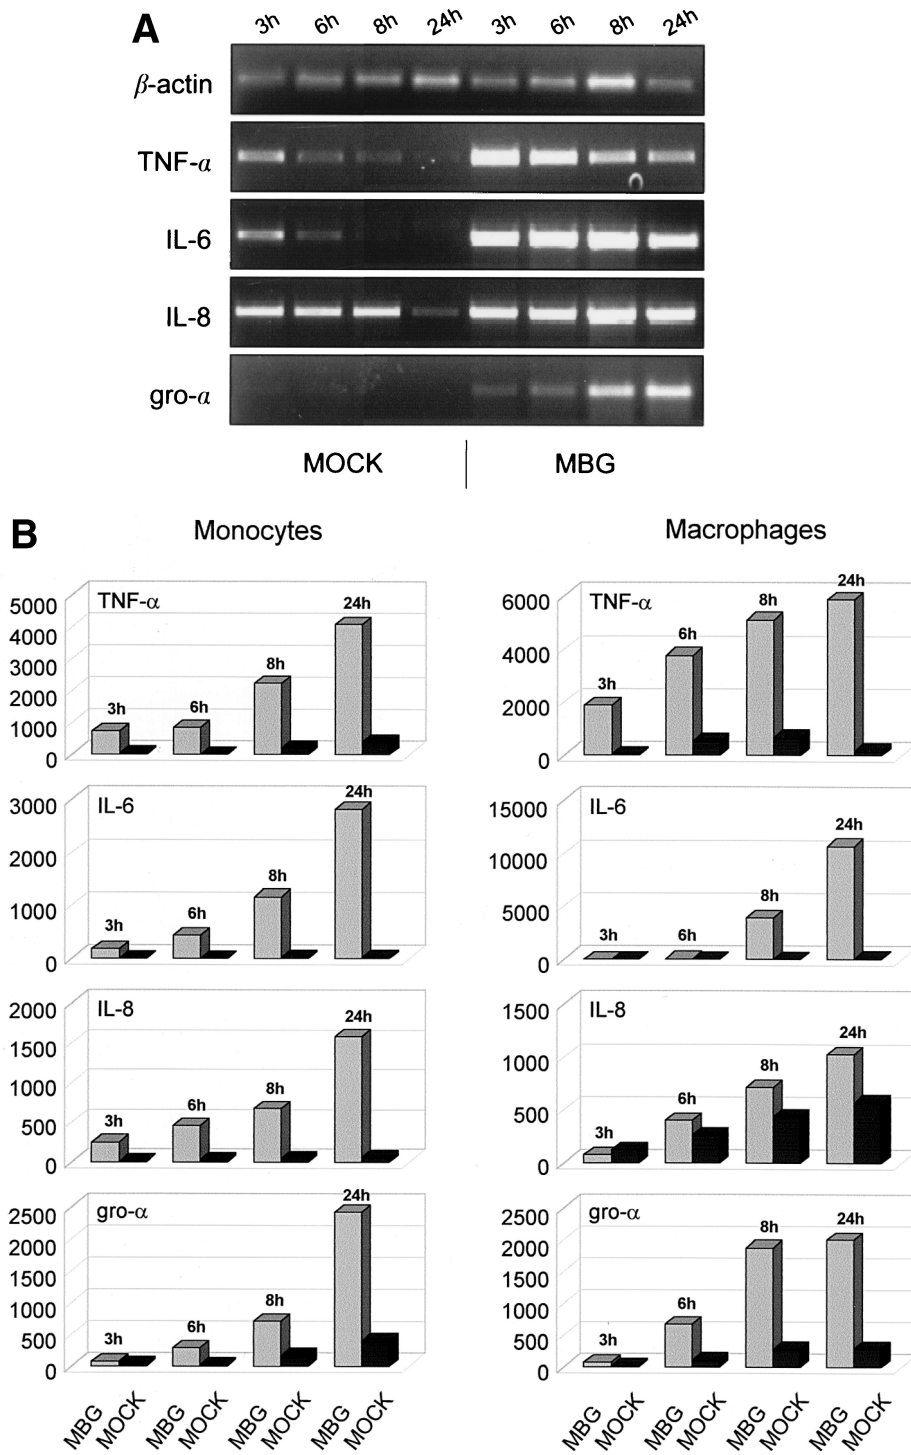 A
3h 6h 8h 24h 3h 6h 8h 24h
β-actin
TNF-α
IL-6
IL-8
gro-α
MOCK MBG
B
Monocytes
TNF-α
5000
4000
3000
2000
1000
0
3h 6h 8h 24h
IL-6
3000
2000
1000
0
3h 6h 8h 24h
IL-8
2000
1500
1000
500
0
3h 6h 8h 24h
gro-α
2500
2000
1500
1000
500
0
3h 6h 8h 24h
MBG MOCK MBG MOCK MBG MOCK MBG MOCK
Macrophages
TNF-α
6000
4000
2000
0
3h 6h 8h 24h
IL-6
15000
10000
5000
0
3h 6h 8h 24h
IL-8
1500
1000
500
0
3h 6h 8h 24h
gro-α
2500
2000
1500
1000
500
0
3h 6h 8h 24h
MBG MOCK MBG MOCK MBG MOCK MBG MOCK